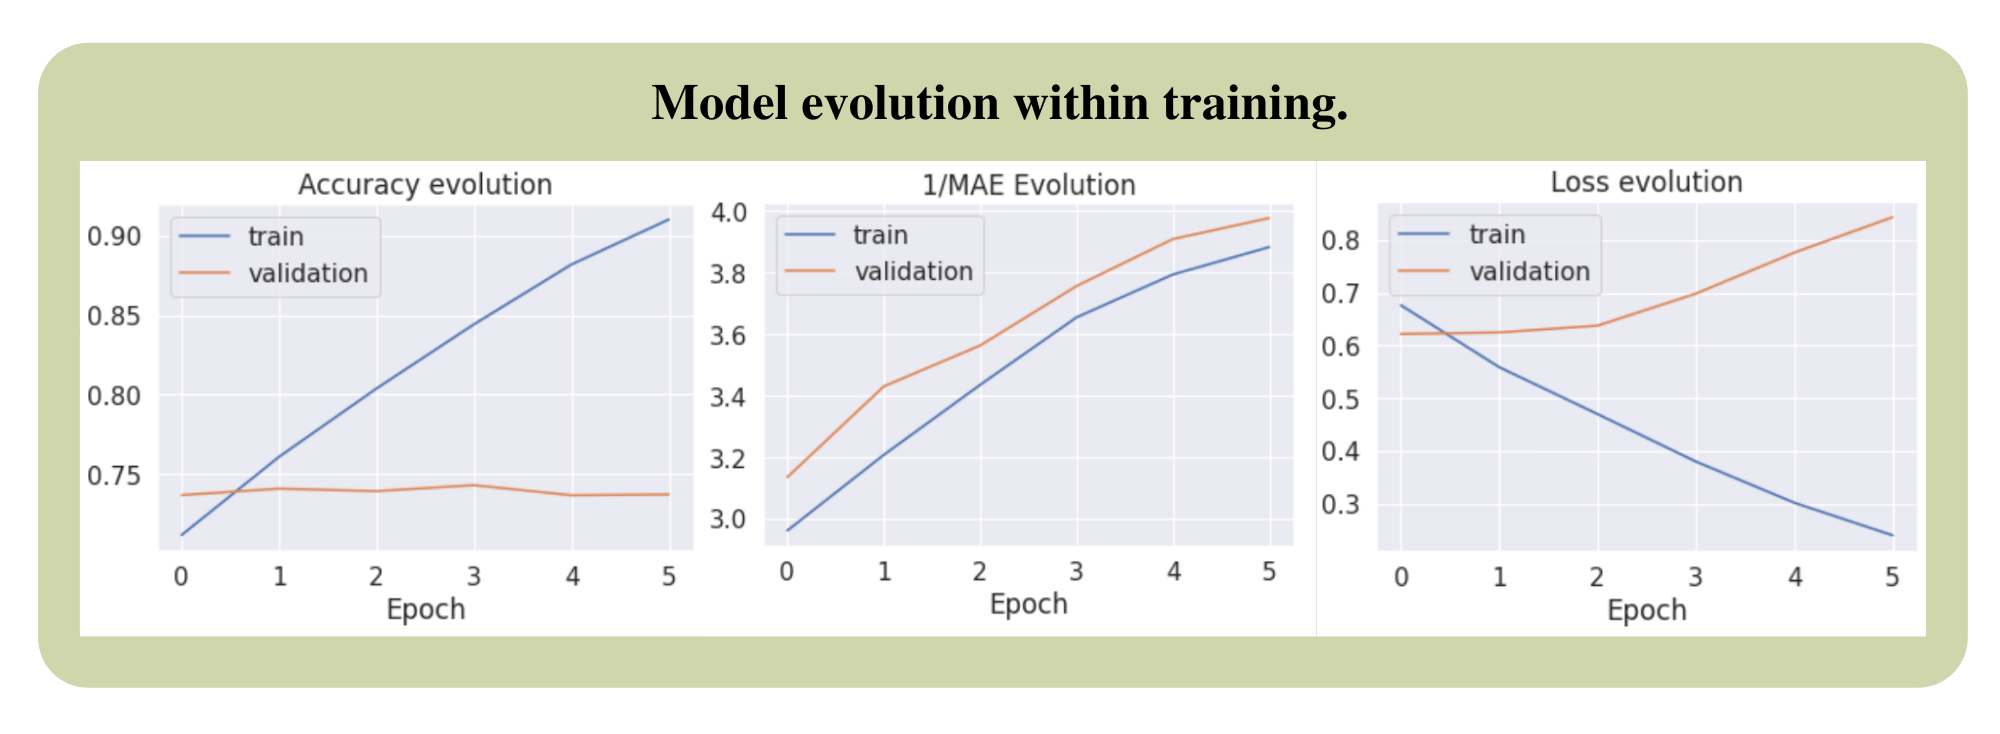 Model evolution within training.
Accuracy evolution
train
validation
0.90
0.85
0.80
0.75
0 1 2 3 4 5
Epoch
1/MAE Evolution
train
validation
4.0
3.8
3.6
3.4
3.2
3.0
0 1 2 3 4 5
Epoch
Loss evolution
train
validation
0.8
0.7
0.6
0.5
0.4
0.3
0 1 2 3 4 5
Epoch